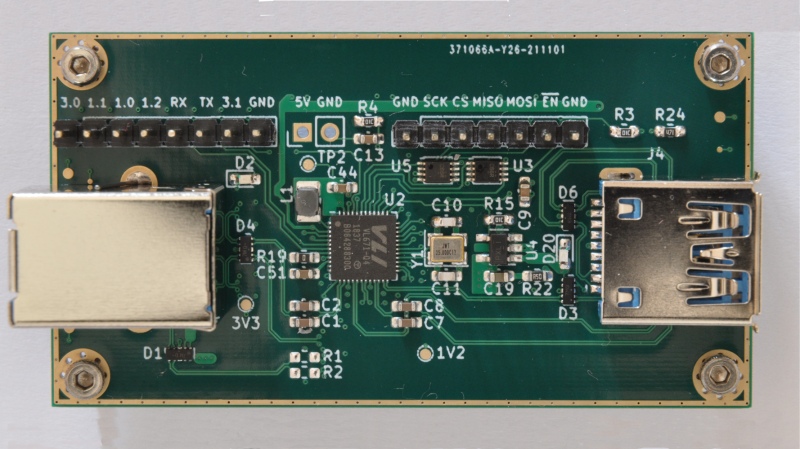 371066A-Y26-211101
3.0 1.1 1.0 1.2 RX TX 3.1 GND
5V GND
R4
GND SCK CS MISO MOSI EN GND
R3 R24
TP2
C13
J4
D2
C44
U5 U3
L1
U2
C10
R15
C9
D6
D4
VIA
VL671-Q4
Y1
U4
D20
R19
C51
C11
C19
R22
D3
3V3
C2
C1
C8
C7
D1
R1
R2
1V2